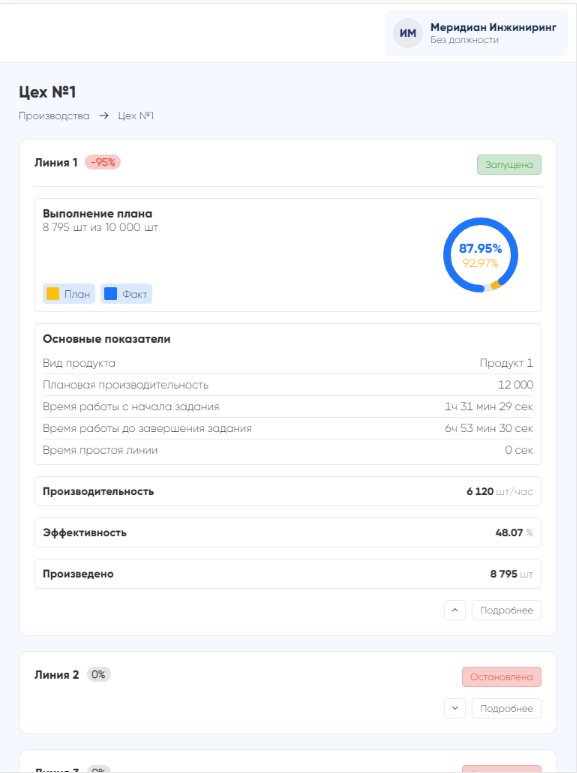 ИМ
Меридиан Инжиниринг
Без должности
Цех №1
Производства → Цех №1
Линия 1 -95%
Запущена
Выполнение плана
8 795 шт из 10 000 шт
87.95%
92.97%
План Факт
Основные показатели
Вид продукта Продукт 1
Плановая производительность 12 000
Время работы с начала задания 1ч 31 мин 29 сек
Время работы до завершения задания 6ч 53 мин 30 сек
Время простоя линии 0 сек
Производительность 6 120 шт/час
Эффективность 48.07 %
Произведено 8 795 шт
Подробнее
Линия 2 0%
Остановлена
Подробнее